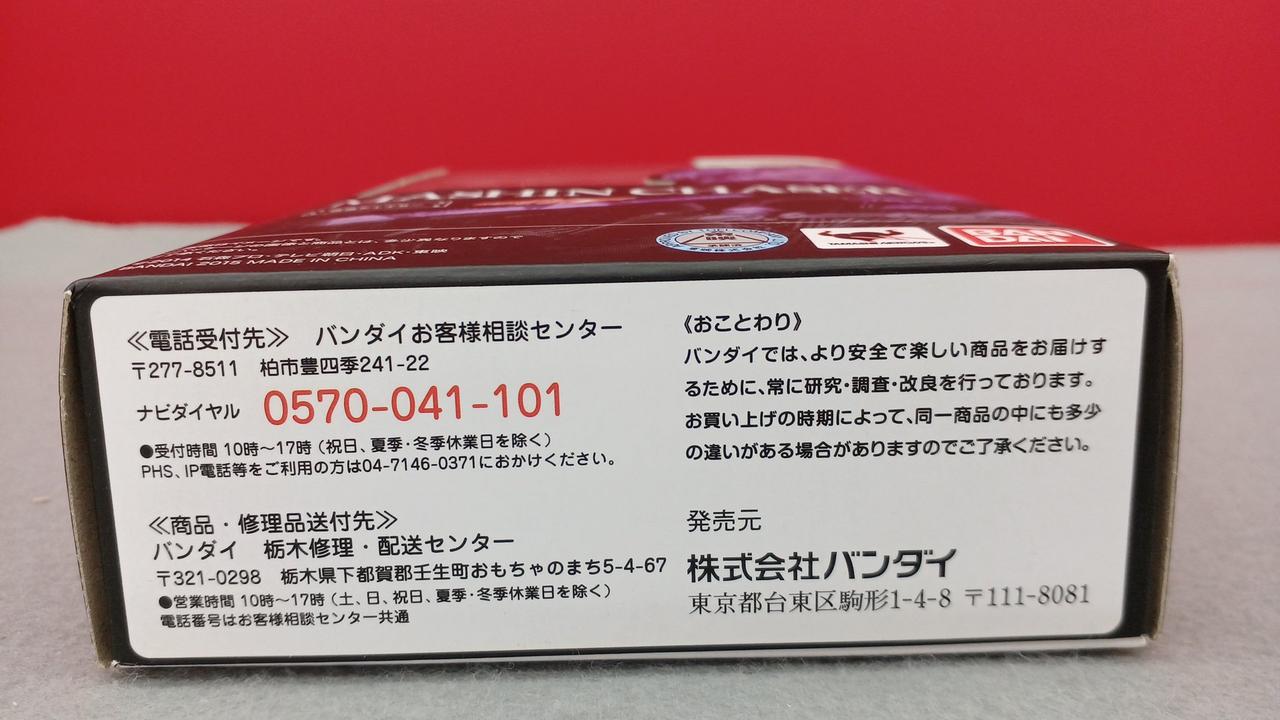 MASHIN CHASER
BANDAI 2015 MADE IN CHINA
BAN
DAI
≪電話受付先≫ バンダイお客様相談センター
〒277-8511 柏市豊四季241-22
ナビダイヤル 0570-041-101
●受付時間 10時〜17時（祝日、夏季・冬季休業日を除く）
PHS、IP電話等をご利用の方は04-7146-0371におかけください。
≪商品・修理品送付先≫
バンダイ 栃木修理・配送センター
〒321-0298 栃木県下都賀郡壬生町おもちゃのまち5-4-67
●営業時間 10時〜17時（土、日、祝日、夏季・冬季休業日を除く）
電話番号はお客様相談センター共通
《おことわり》
バンダイでは、より安全で楽しい商品をお届けす
るために、常に研究・調査・改良を行っております。
お買い上げの時期によって、同一商品の中にも多少
の違いがある場合がありますのでご了承ください。
発売元
株式会社バンダイ
東京都台東区駒形1-4-8 〒111-8081